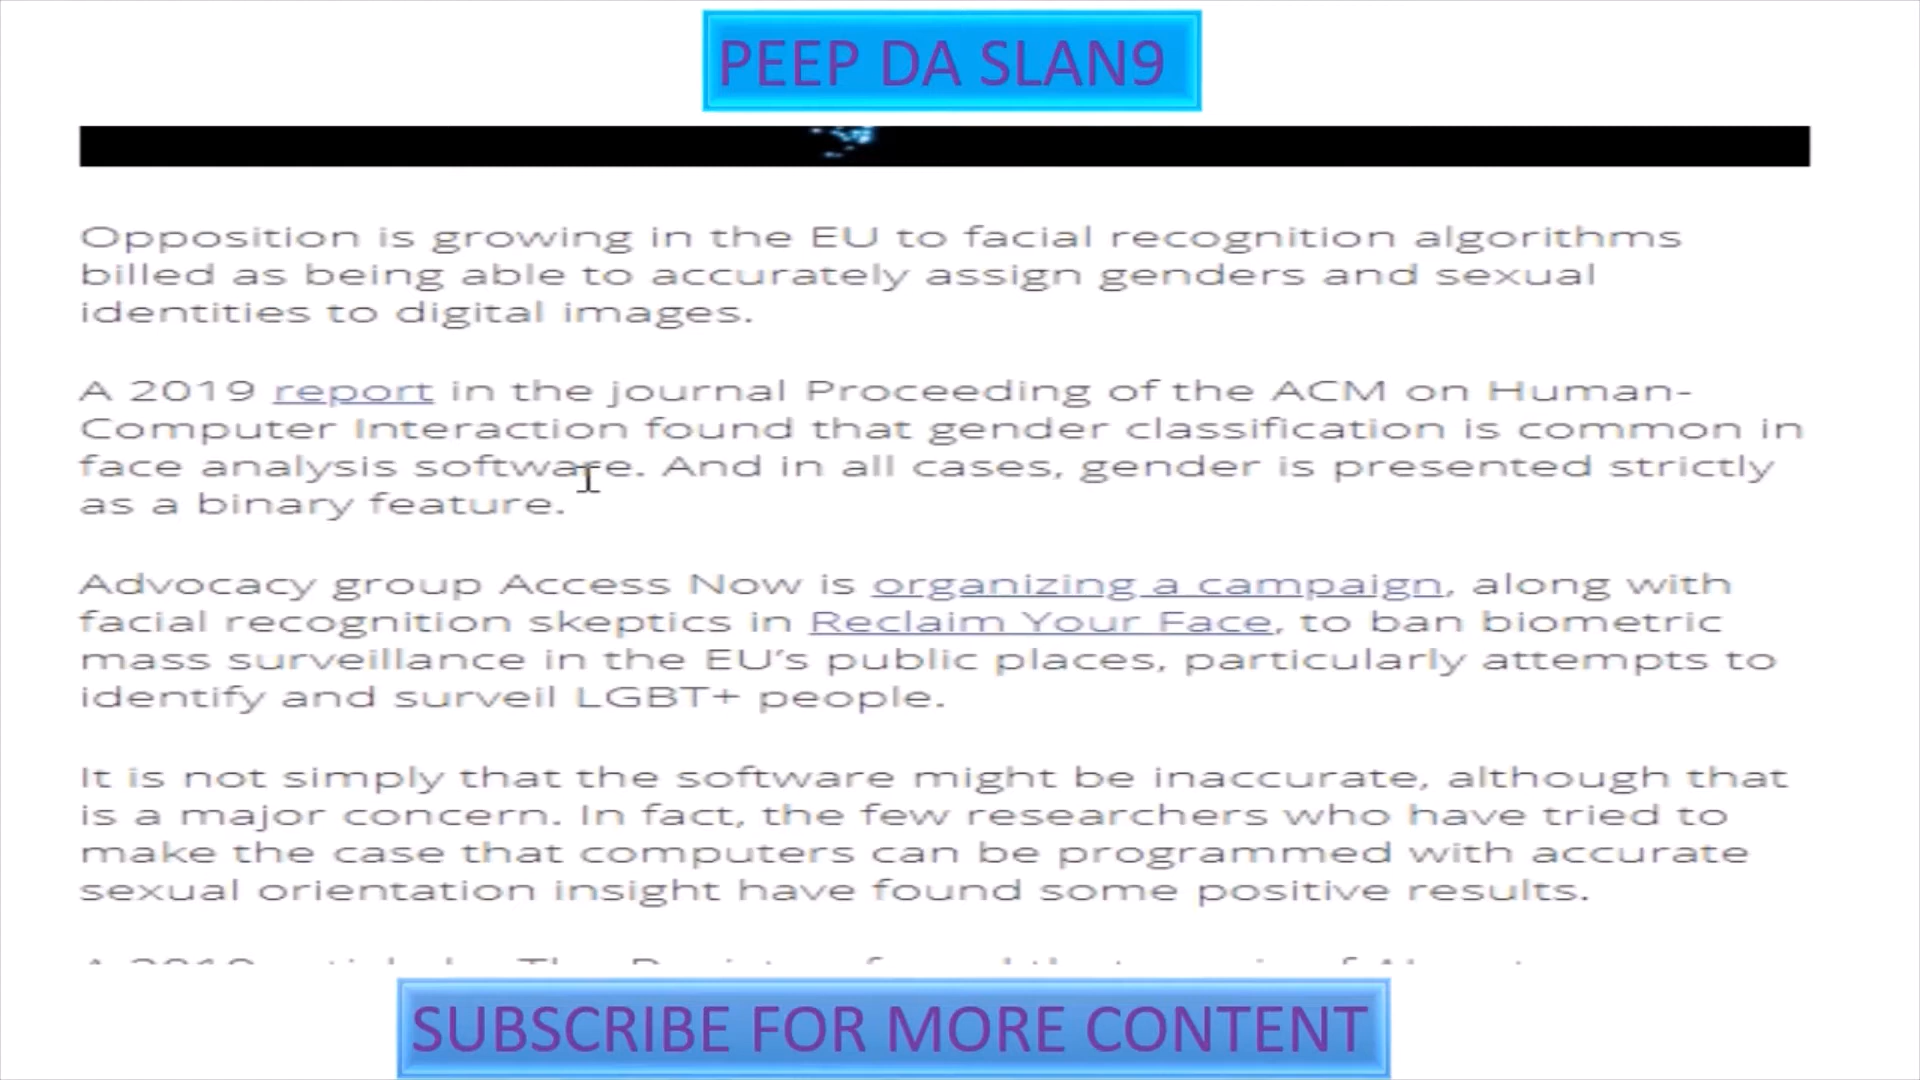 PEEP DA SLAN9
Opposition is growing in the EU to facial recognition algorithms
billed as being able to accurately assign genders and sexual
identities to digital images.
A 2019 report in the journal Proceeding of the ACM on Human-
Computer Interaction found that gender classification is common in
face analysis software. And in all cases, gender is presented strictly
as a binary feature.
Advocacy group Access Now is organizing a campaign, along with
facial recognition skeptics in Reclaim Your Face, to ban biometric
mass surveillance in the EU’s public places, particularly attempts to
identify and surveil LGBT+ people.
It is not simply that the software might be inaccurate, although that
is a major concern. In fact, the few researchers who have tried to
make the case that computers can be programmed with accurate
sexual orientation insight have found some positive results.
SUBSCRIBE FOR MORE CONTENT